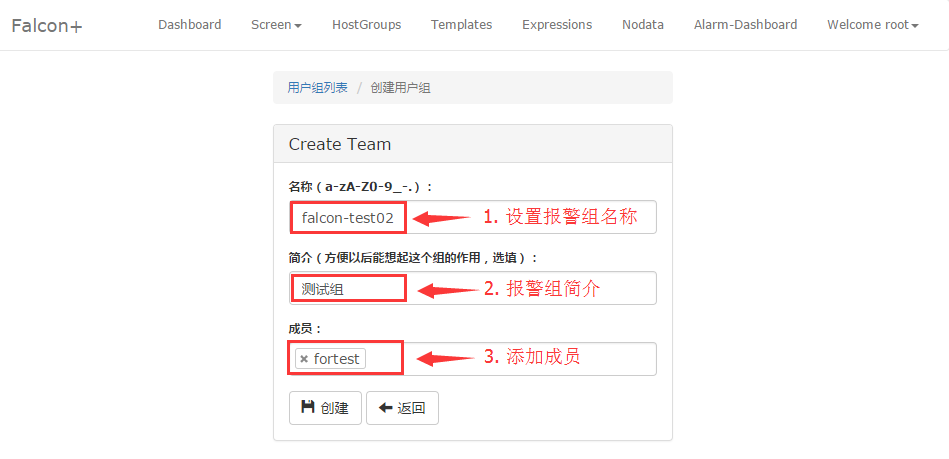 Falcon+ Dashboard Screen HostGroups Templates Expressions Nodata Alarm-Dashboard Welcome root
用户组列表 / 创建用户组
Create Team
名称（a-zA-Z0-9_-.）：
falcon-test02 1. 设置报警组名称
简介（方便以后能想起这个组的作用，选填）：
测试组 2. 报警组简介
成员：
× fortest 3. 添加成员
创建 返回